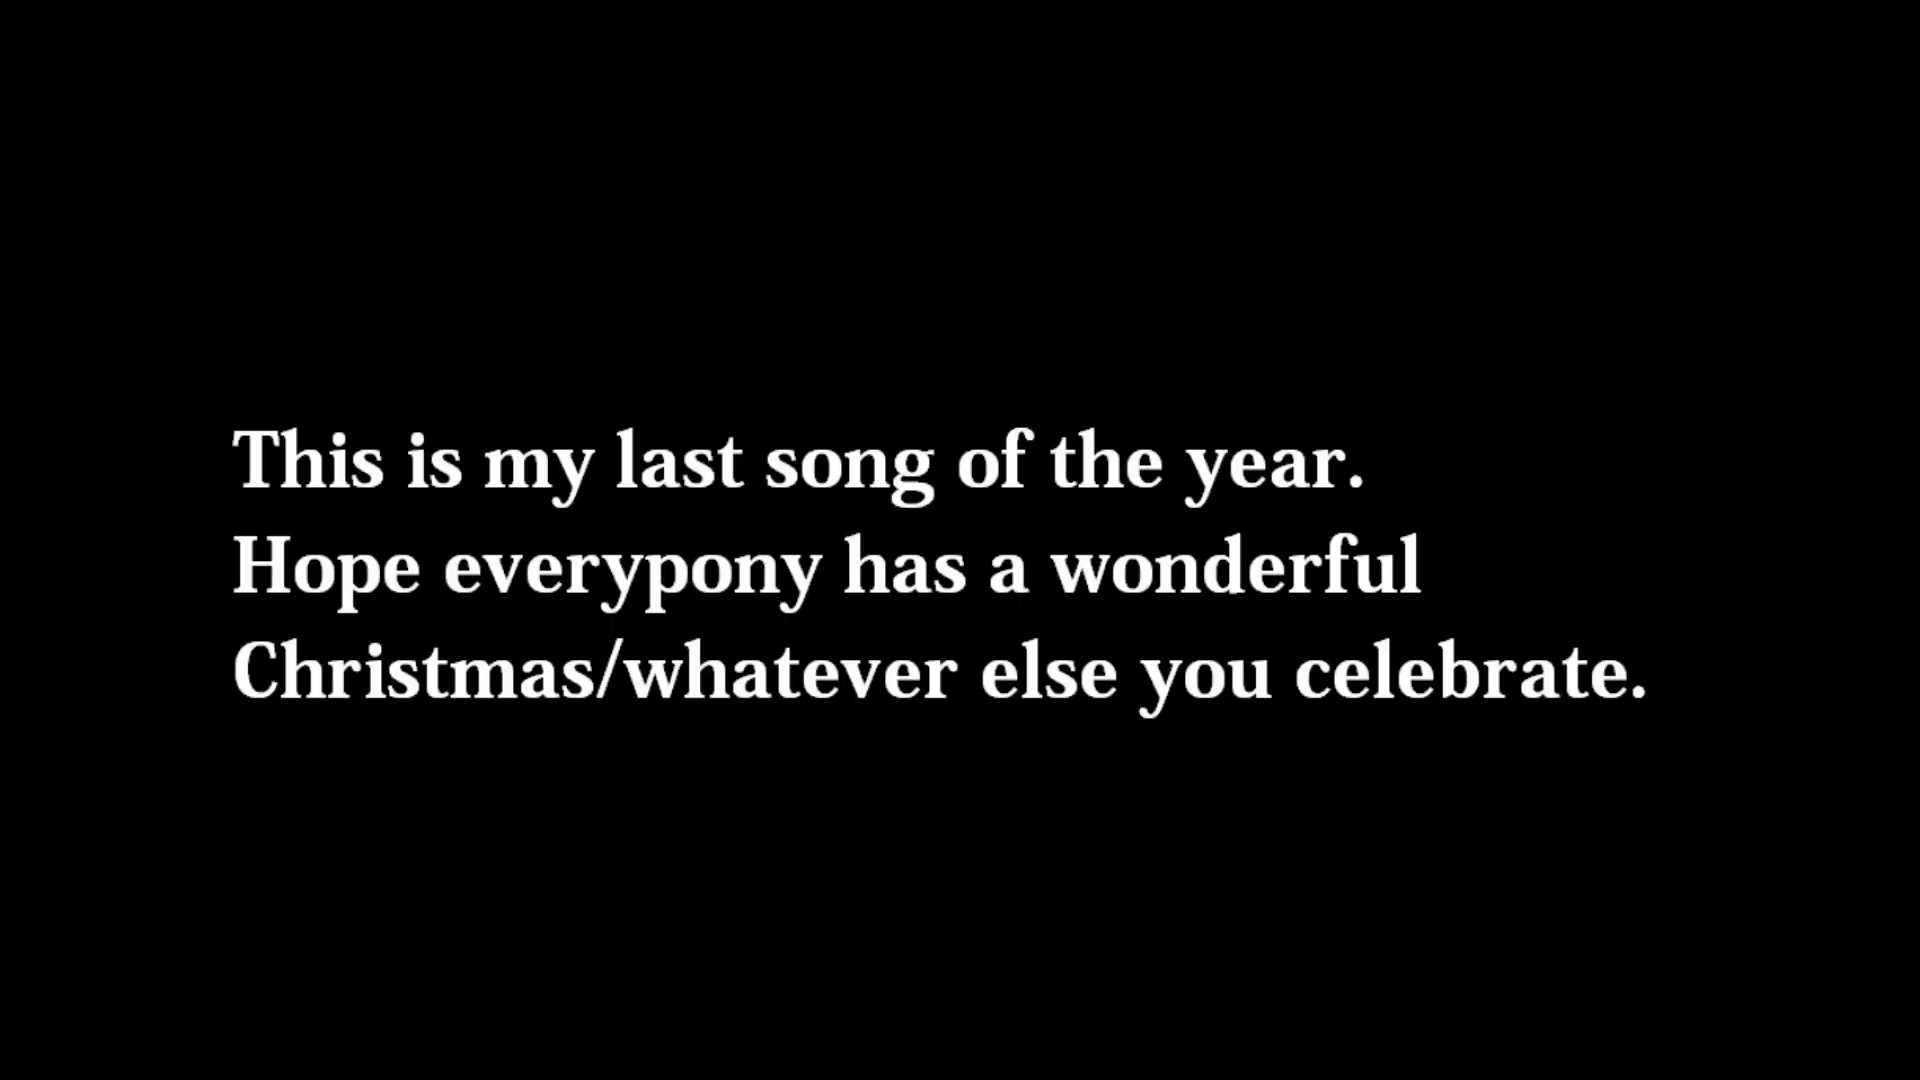 This is my last song of the year.
Hope everypony has a wonderful
Christmas/whatever else you celebrate.